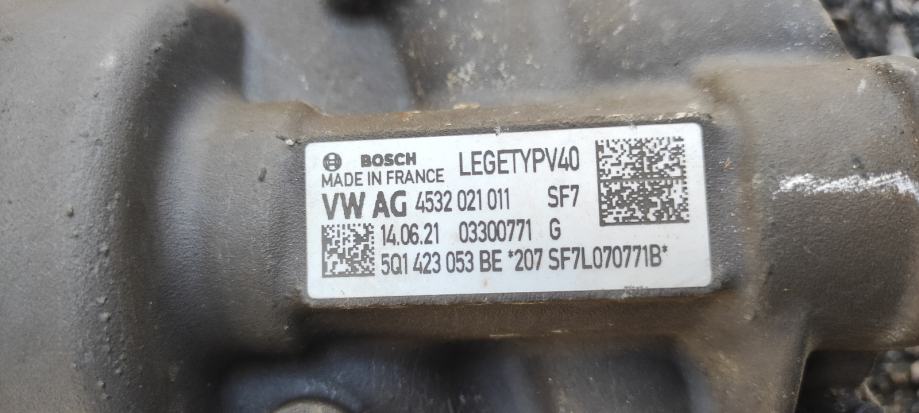 BOSCH LEGETYPV40
MADE IN FRANCE
VW AG 4532 021 011 SF7
14.06.21 03300771 G
5Q1 423 053 BE *207 SF7L070771B*